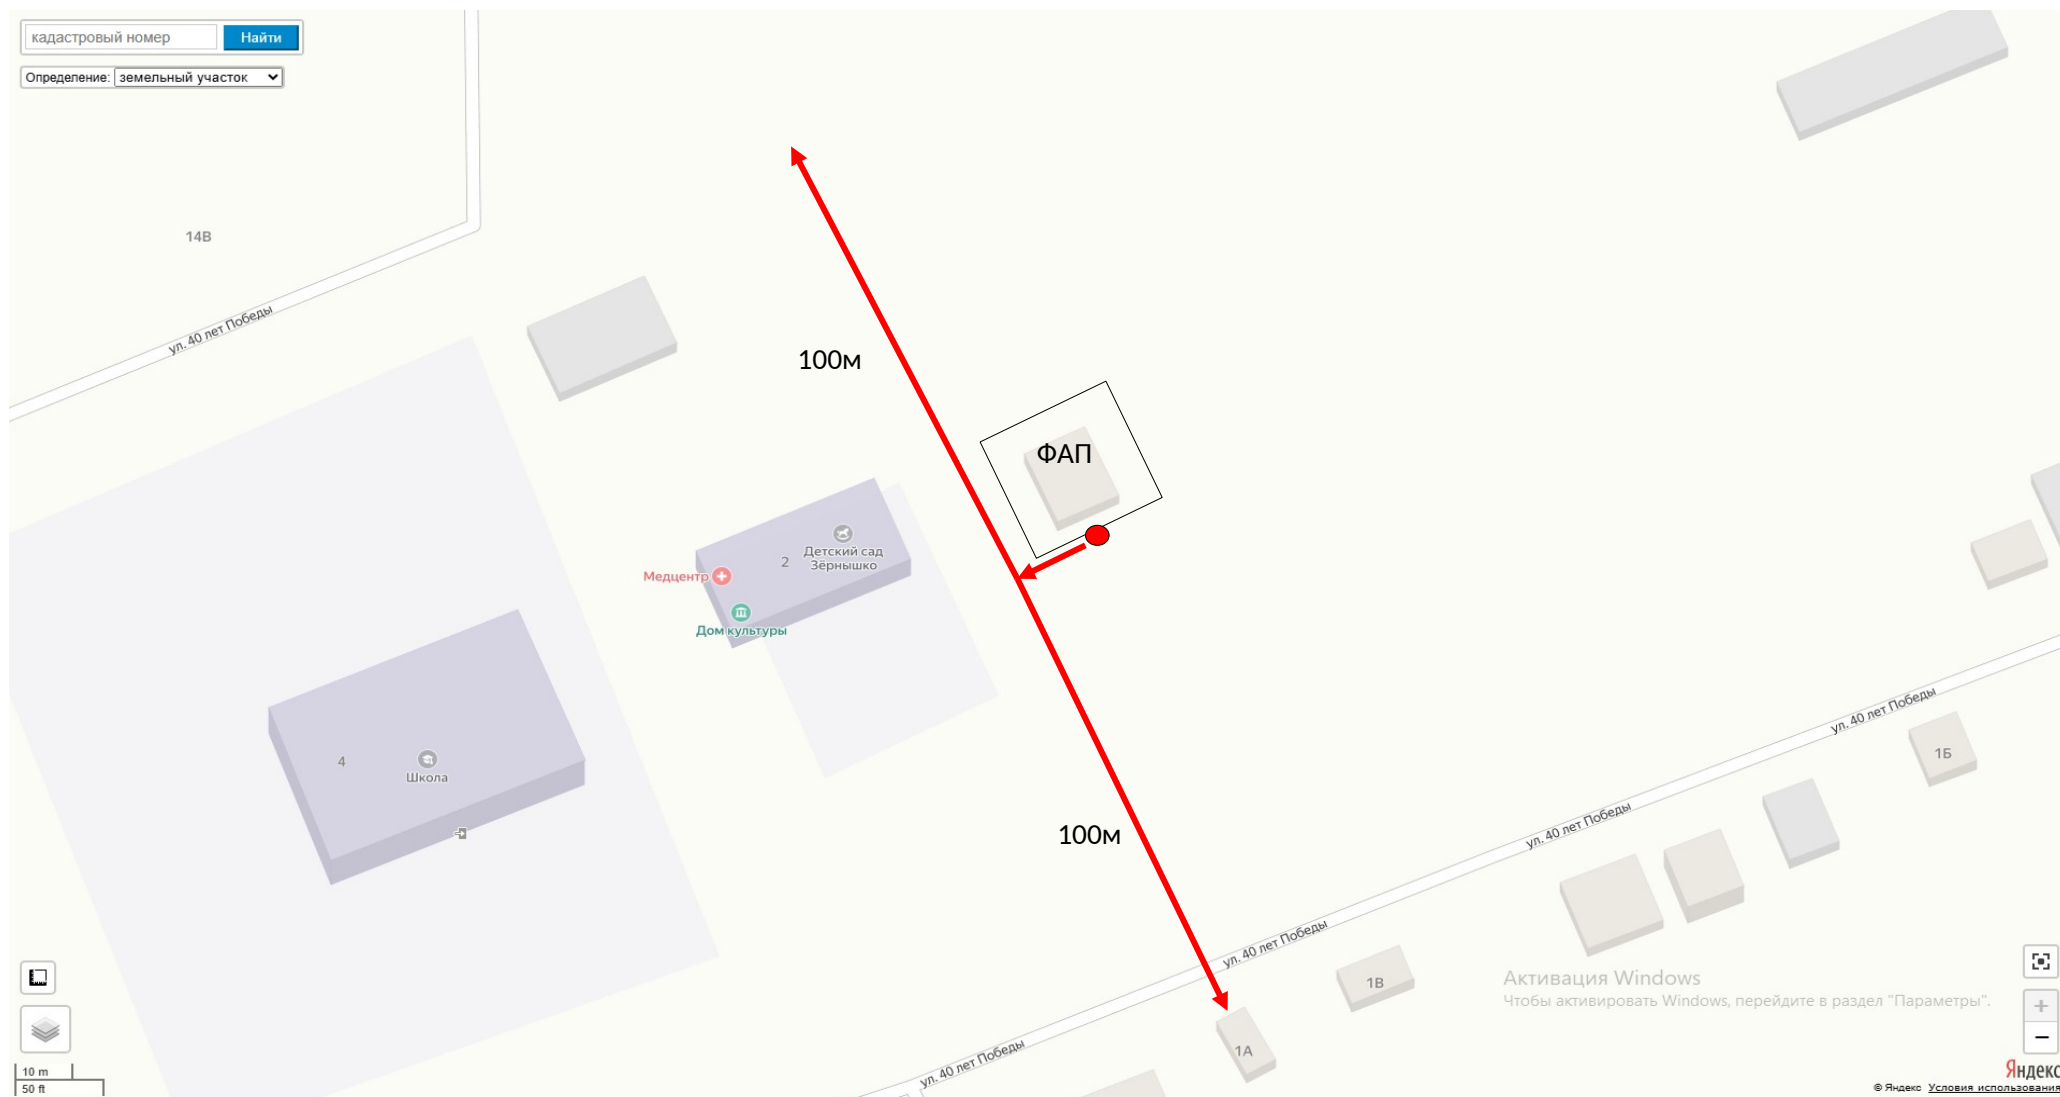 кадастровый номер Найти
Определение: земельный участок
14В
ул. 40 лет Победы
100м
ФАП
Детский сад
Зёрнышко
2
Медцентр
Дом культуры
4
Школа
100м
ул. 40 лет Победы
1Б
ул. 40 лет Победы
ул. 40 лет Победы
1В
1А
ул. 40 лет Победы
Активация Windows
Чтобы активировать Windows, перейдите в раздел "Параметры".
+
−
10 m
50 ft
Яндекс
© Яндекс Условия использования